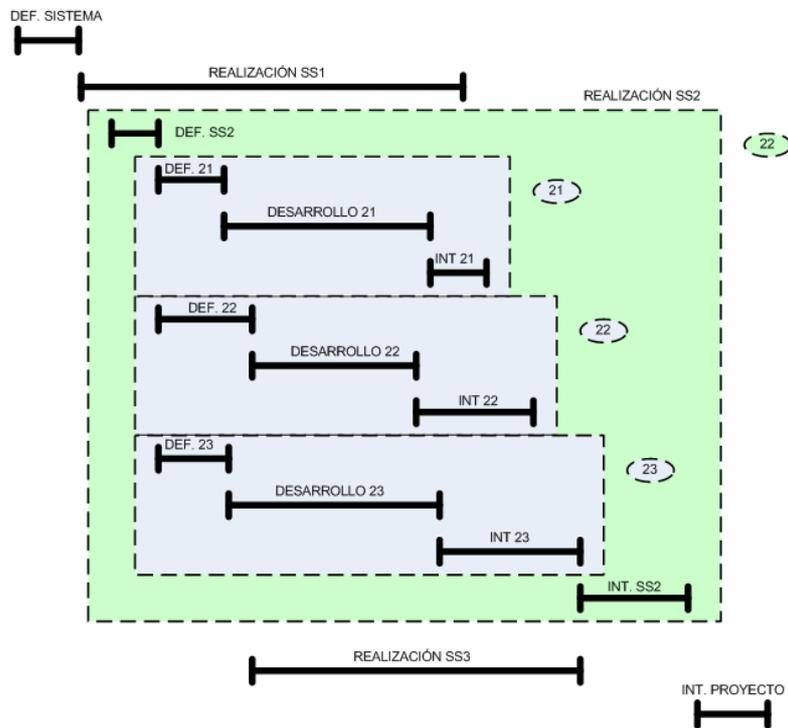 DEF. SISTEMA
REALIZACIÓN SS1
REALIZACIÓN SS2
DEF. SS2
22
DEF. 21
21
DESARROLLO 21
INT 21
DEF. 22
22
DESARROLLO 22
INT 22
DEF. 23
23
DESARROLLO 23
INT 23
INT. SS2
REALIZACIÓN SS3
INT. PROYECTO